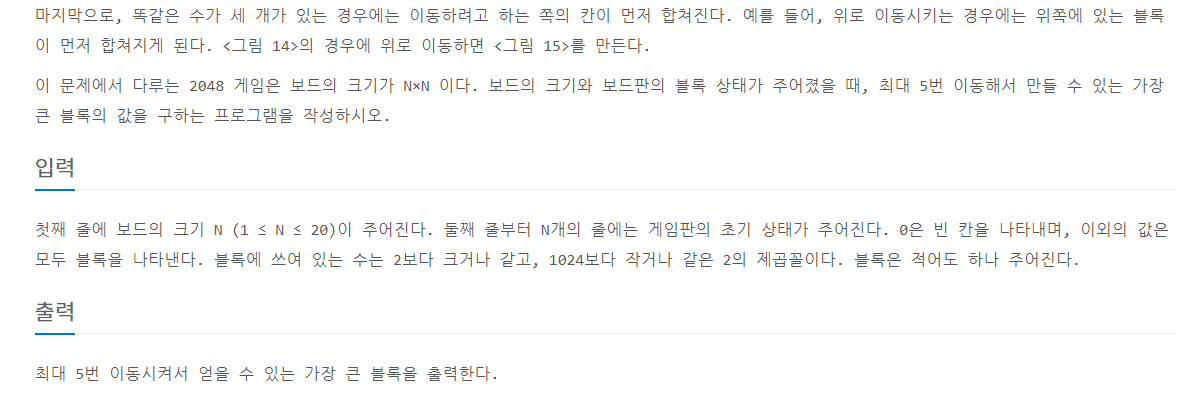 마지막으로, 똑같은 수가 세 개가 있는 경우에는 이동하려고 하는 쪽의 칸이 먼저 합쳐진다. 예를 들어, 위로 이동시키는 경우에는 위쪽에 있는 블록
이 먼저 합쳐지게 된다. <그림 14>의 경우에 위로 이동하면 <그림 15>를 만든다.
이 문제에서 다루는 2048 게임은 보드의 크기가 N×N 이다. 보드의 크기와 보드판의 블록 상태가 주어졌을 때, 최대 5번 이동해서 만들 수 있는 가장
큰 블록의 값을 구하는 프로그램을 작성하시오.
입력
첫째 줄에 보드의 크기 N (1 ≤ N ≤ 20)이 주어진다. 둘째 줄부터 N개의 줄에는 게임판의 초기 상태가 주어진다. 0은 빈 칸을 나타내며, 이외의 값은
모두 블록을 나타낸다. 블록에 쓰여 있는 수는 2보다 크거나 같고, 1024보다 작거나 같은 2의 제곱꼴이다. 블록은 적어도 하나 주어진다.
출력
최대 5번 이동시켜서 얻을 수 있는 가장 큰 블록을 출력한다.